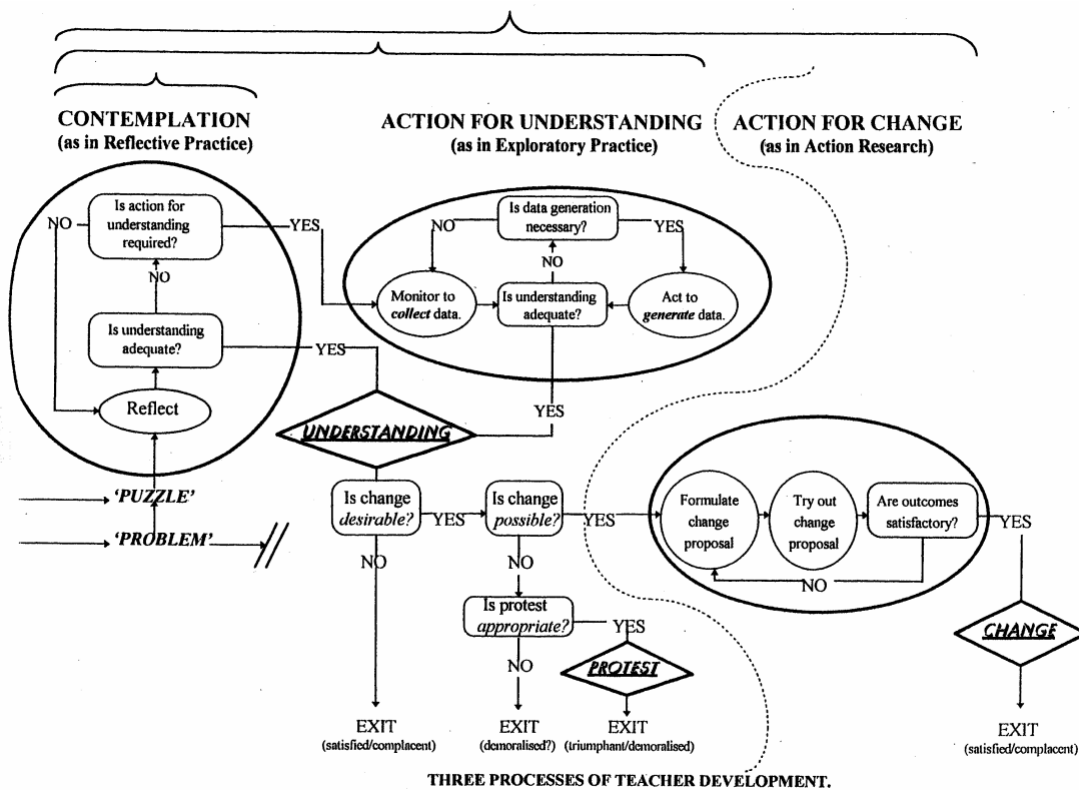 CONTEMPLATION
(as in Reflective Practice)
ACTION FOR UNDERSTANDING
(as in Exploratory Practice)
ACTION FOR CHANGE
(as in Action Research)
NO
Is action for
understanding
required?
YES
NO
Is understanding
adequate?
YES
Reflect
'PUZZLE'
'PROBLEM'
Is data generation
necessary?
NO
YES
NO
Monitor to
collect data.
Is understanding
adequate?
Act to
generate data.
YES
UNDERSTANDING
Is change
desirable?
YES
Is change
possible?
YES
Formulate
change
proposal
Try out
change
proposal
Are outcomes
satisfactory?
YES
NO
NO
NO
Is protest
appropriate?
YES
NO
PROTEST
CHANGE
EXIT
(satisfied/complacent)
EXIT
(demoralised?)
EXIT
(triumphant/demoralised)
EXIT
(satisfied/complacent)
THREE PROCESSES OF TEACHER DEVELOPMENT.